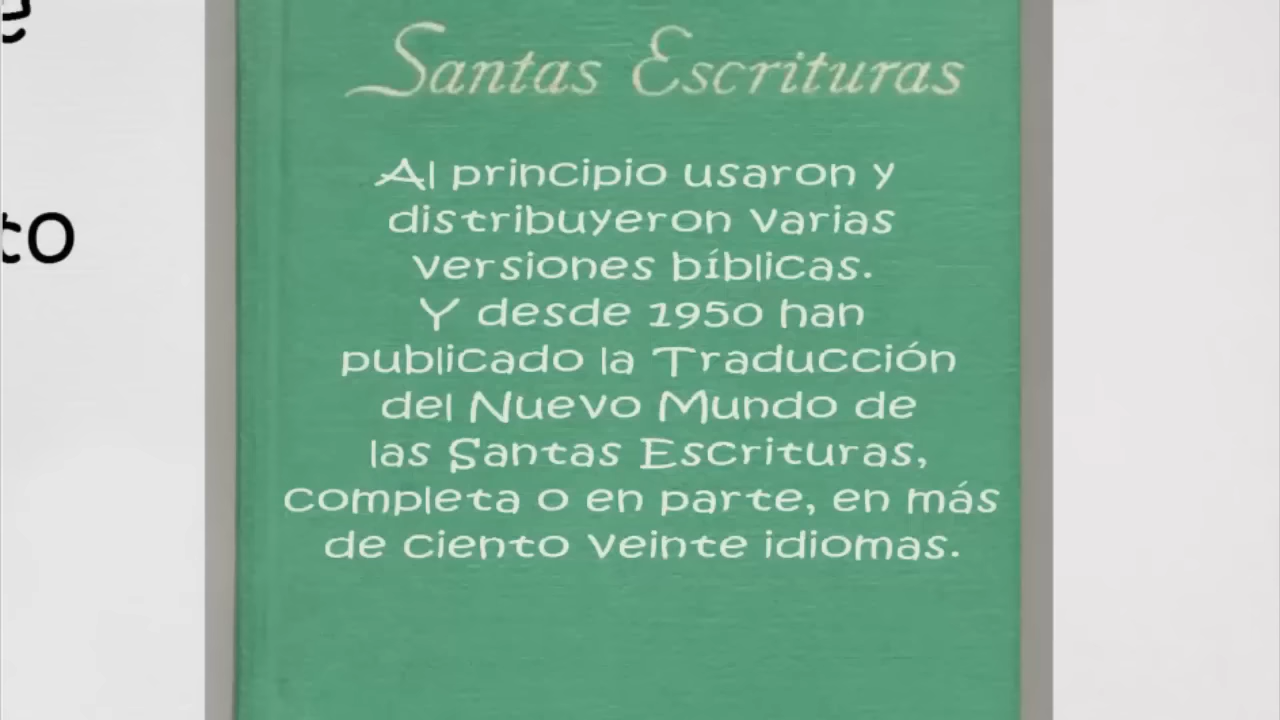 Santas Escrituras
Al principio usaron y
distribuyeron varias
versiones bíblicas.
Y desde 1950 han
publicado la Traducción
del Nuevo Mundo de
las Santas Escrituras,
completa o en parte, en más
de ciento veinte idiomas.